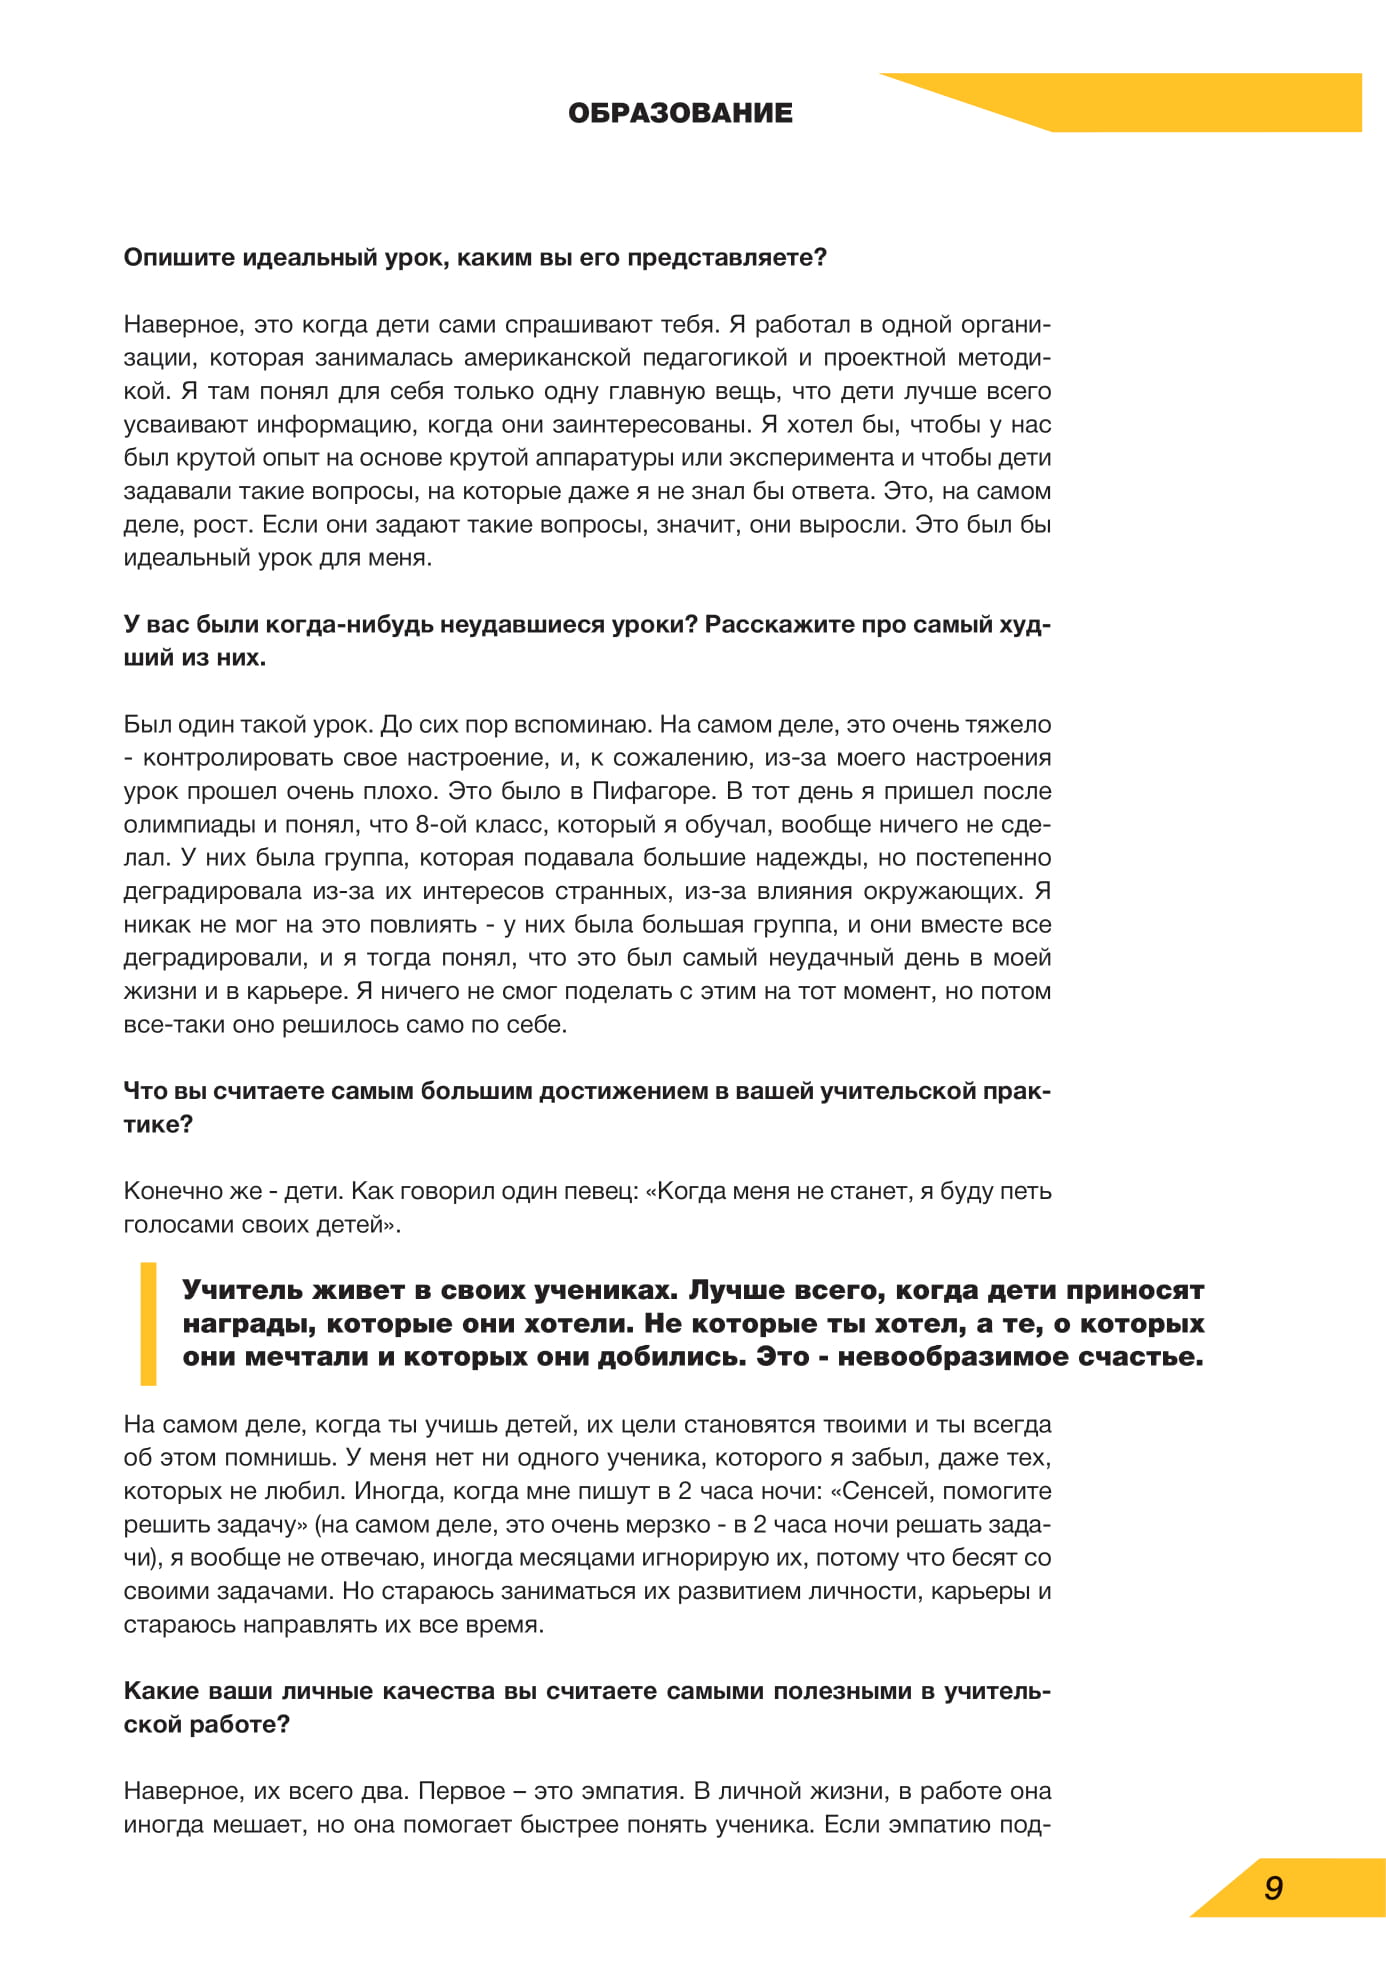 ОБРАЗОВАНИЕ
Опишите идеальный урок, каким вы его представляете?
Наверное, это когда дети сами спрашивают тебя. Я работал в одной органи-
зации, которая занималась американской педагогикой и проектной методи-
кой. Я там понял для себя только одну главную вещь, что дети лучше всего
усваивают информацию, когда они заинтересованы. Я хотел бы, чтобы у нас
был крутой опыт на основе крутой аппаратуры или эксперимента и чтобы дети
задавали такие вопросы, на которые даже я не знал бы ответа. Это, на самом
деле, рост. Если они задают такие вопросы, значит, они выросли. Это был бы
идеальный урок для меня.
У вас были когда-нибудь неудавшиеся уроки? Расскажите про самый худ-
ший из них.
Был один такой урок. До сих пор вспоминаю. На самом деле, это очень тяжело
- контролировать свое настроение, и, к сожалению, из-за моего настроения
урок прошел очень плохо. Это было в Пифагоре. В тот день я пришел после
олимпиады и понял, что 8-ой класс, который я обучал, вообще ничего не сде-
лал. У них была группа, которая подавала большие надежды, но постепенно
деградировала из-за их интересов странных, из-за влияния окружающих. Я
никак не мог на это повлиять - у них была большая группа, и они вместе все
деградировали, и я тогда понял, что это был самый неудачный день в моей
жизни и в карьере. Я ничего не смог поделать с этим на тот момент, но потом
все-таки оно решилось само по себе.
Что вы считаете самым большим достижением в вашей учительской прак-
тике?
Конечно же - дети. Как говорил один певец: «Когда меня не станет, я буду петь
голосами своих детей».
Учитель живет в своих учениках. Лучше всего, когда дети приносят
награды, которые они хотели. Не которые ты хотел, а те, о которых
они мечтали и которых они добились. Это - невообразимое счастье.
На самом деле, когда ты учишь детей, их цели становятся твоими и ты всегда
об этом помнишь. У меня нет ни одного ученика, которого я забыл, даже тех,
которых не любил. Иногда, когда мне пишут в 2 часа ночи: «Сенсей, помогите
решить задачу» (на самом деле, это очень мерзко - в 2 часа ночи решать зада-
чи), я вообще не отвечаю, иногда месяцами игнорирую их, потому что бесят со
своими задачами. Но стараюсь заниматься их развитием личности, карьеры и
стараюсь направлять их все время.
Какие ваши личные качества вы считаете самыми полезными в учитель-
ской работе?
Наверное, их всего два. Первое – это эмпатия. В личной жизни, в работе она
иногда мешает, но она помогает быстрее понять ученика. Если эмпатию под-
9